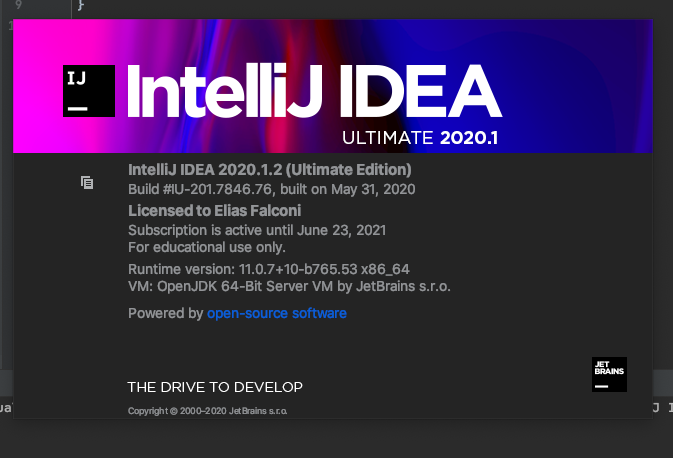 9 }
IJ
IntelliJ IDEA
ULTIMATE 2020.1
IntelliJ IDEA 2020.1.2 (Ultimate Edition)
Build #IU-201.7846.76, built on May 31, 2020
Licensed to Elias Falconi
Subscription is active until June 23, 2021
For educational use only.
Runtime version: 11.0.7+10-b765.53 x86_64
VM: OpenJDK 64-Bit Server VM by JetBrains s.r.o.
Powered by open-source software
JET
BRAINS
THE DRIVE TO DEVELOP
Copyright © 2000–2020 JetBrains s.r.o.